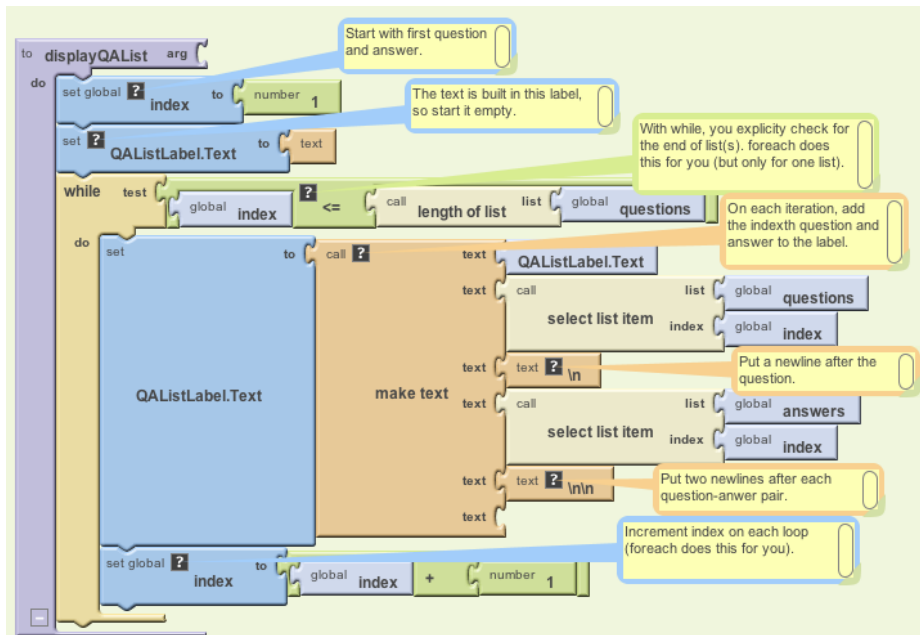 Start with first question
and answer.
to displayQAList arg
do
set global ? index to number 1
The text is built in this label,
so start it empty.
set ? QAListLabel.Text to text
With while, you explicity check for
the end of list(s). foreach does
this for you (but only for one list).
while test global index ? <= call length of list list global questions
On each iteration, add
the indexth question and
answer to the label.
do
set QAListLabel.Text to call ? make text
text QAListLabel.Text
text call select list item list global questions
index global index
text text ? \n
Put a newline after the
question.
text call select list item list global answers
index global index
text text ? \n\n
Put two newlines after each
question-anwer pair.
text
Increment index on each loop
(foreach does this for you).
set global ? index to global index + number 1